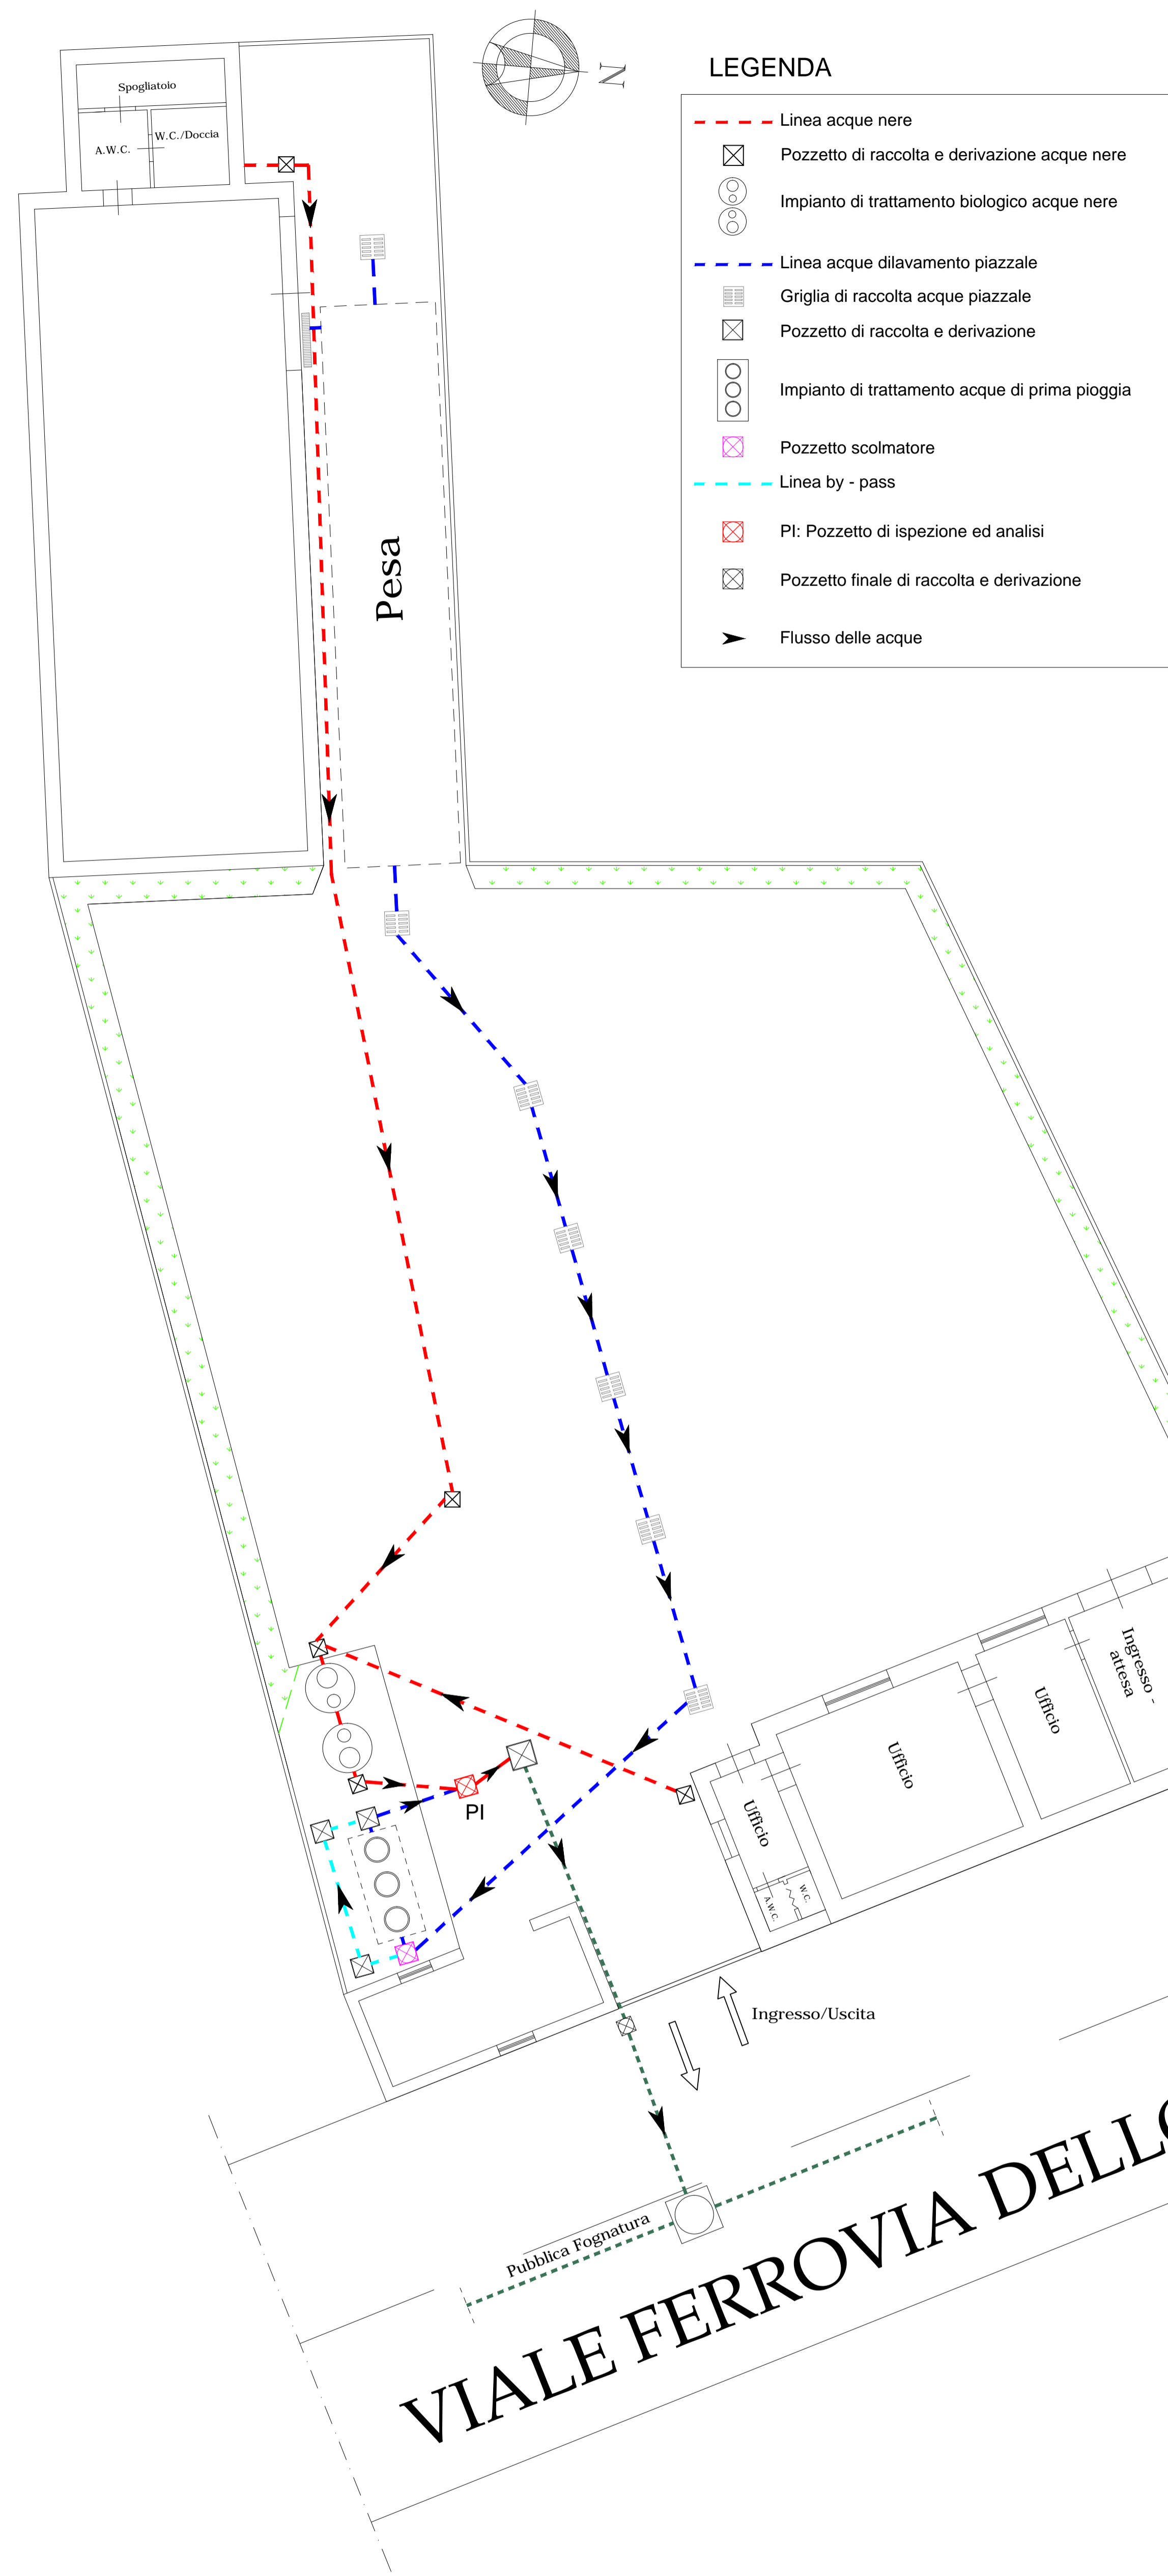 N
LEGENDA
Linea acque nere
Pozzetto di raccolta e derivazione acque nere
Impianto di trattamento biologico acque nere
Linea acque dilavamento piazzale
Griglia di raccolta acque piazzale
Pozzetto di raccolta e derivazione
Impianto di trattamento acque di prima pioggia
Pozzetto scolmatore
Linea by - pass
PI: Pozzetto di ispezione ed analisi
Pozzetto finale di raccolta e derivazione
Flusso delle acque
Spogliatoio
A.W.C.
W.C./Doccia
Pesa
Ingresso -
attesa
Ufficio
Ufficio
Ufficio
W.C.
A.W.C.
PI
Ingresso/Uscita
Pubblica Fognatura
VIALE FERROVIA DELLO